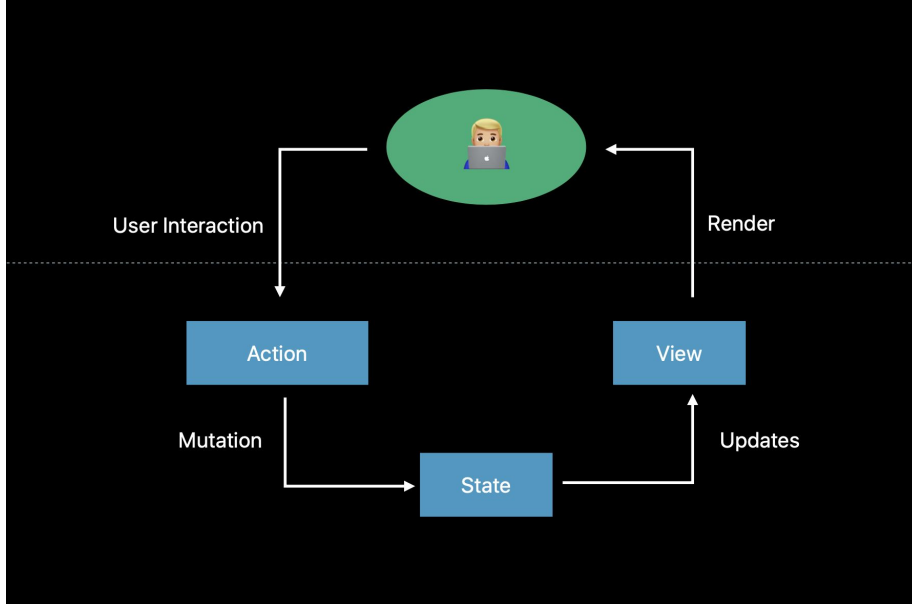 User Interaction
Render
Action
View
Mutation
Updates
State